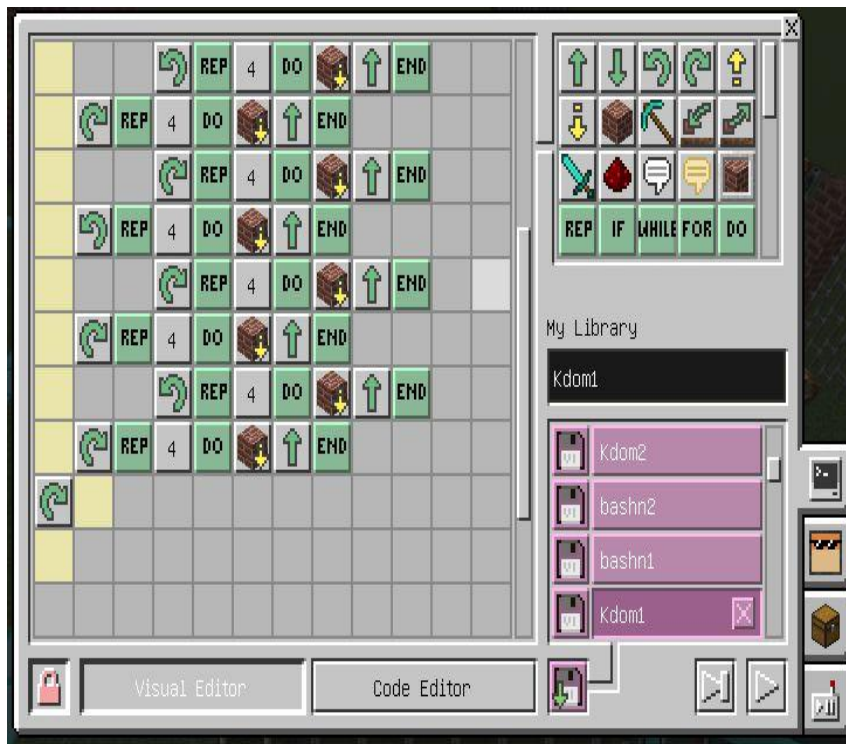 REP 4 DO END
REP 4 DO END
REP 4 DO END
REP 4 DO END
REP 4 DO END
REP 4 DO END
REP 4 DO END
REP 4 DO END
X
REP IF WHILE FOR DO
My Library
Kdom1
Kdom2
bashn2
bashn1
Kdom1 X
Visual Editor Code Editor